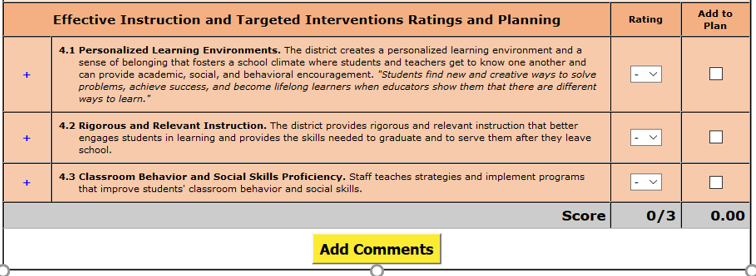 Effective Instruction and Targeted Interventions Ratings and Planning Rating Add to Plan
4.1 Personalized Learning Environments. The district creates a personalized learning environment and a
sense of belonging that fosters a school climate where students and teachers get to know one another and
+ can provide academic, social, and behavioral encouragement. "Students find new and creative ways to solve -
problems, achieve success, and become lifelong learners when educators show them that there are different
ways to learn."
4.2 Rigorous and Relevant Instruction. The district provides rigorous and relevant instruction that better
+ engages students in learning and provides the skills needed to graduate and to serve them after they leave -
school.
+ 4.3 Classroom Behavior and Social Skills Proficiency. Staff teaches strategies and implement programs -
that improve students' classroom behavior and social skills.
Score 0/3 0.00
Add Comments